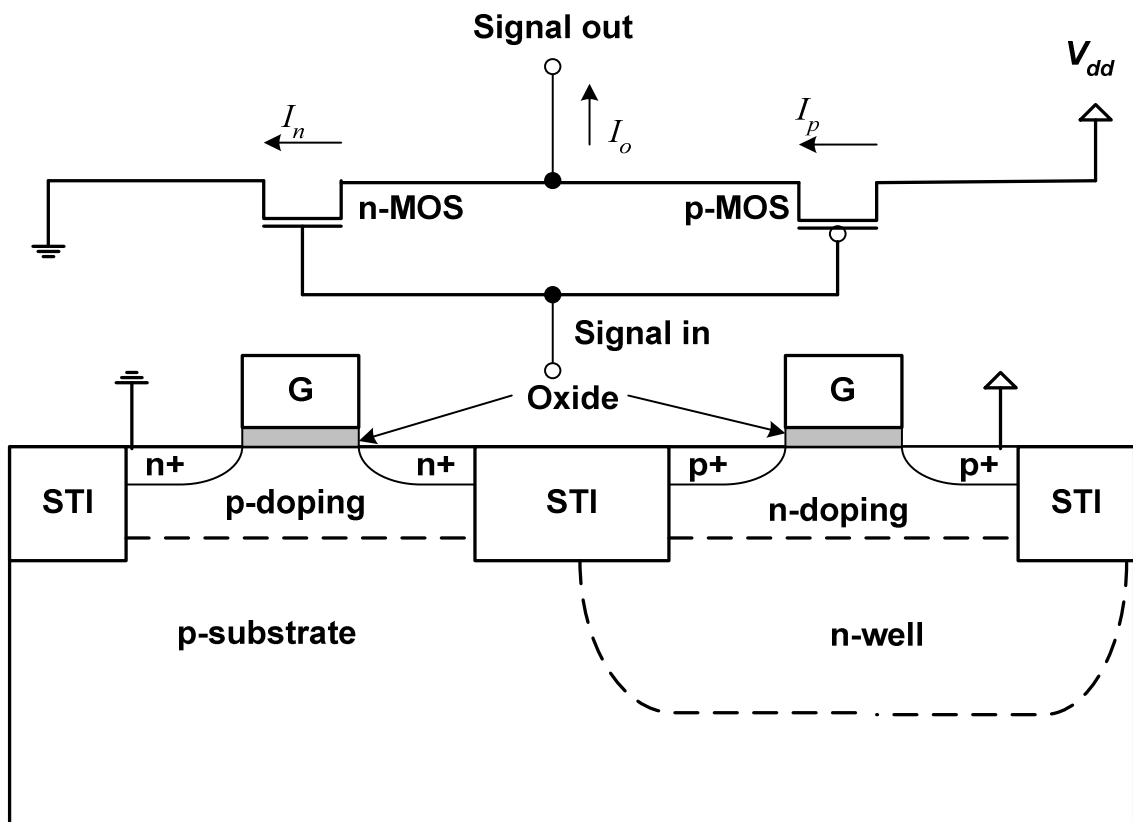 Signal out
V_dd
I_n
I_o
I_p
n-MOS
p-MOS
Signal in
G
Oxide
G
n+
n+
p+
p+
STI
p-doping
STI
n-doping
STI
p-substrate
n-well